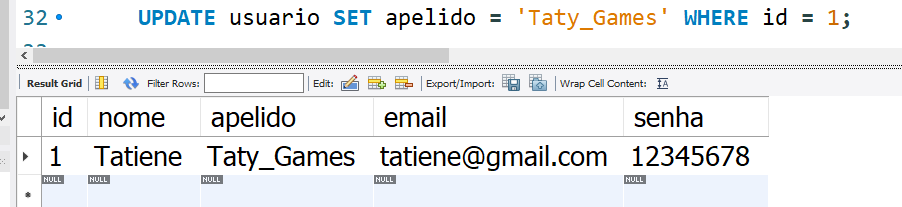 32 UPDATE usuario SET apelido = 'Taty_Games' WHERE id = 1;
Result Grid Filter Rows: Edit: Export/Import: Wrap Cell Content: IA
id nome apelido email senha
1 Tatiene Taty_Games tatiene@gmail.com 12345678
NULL NULL NULL NULL NULL